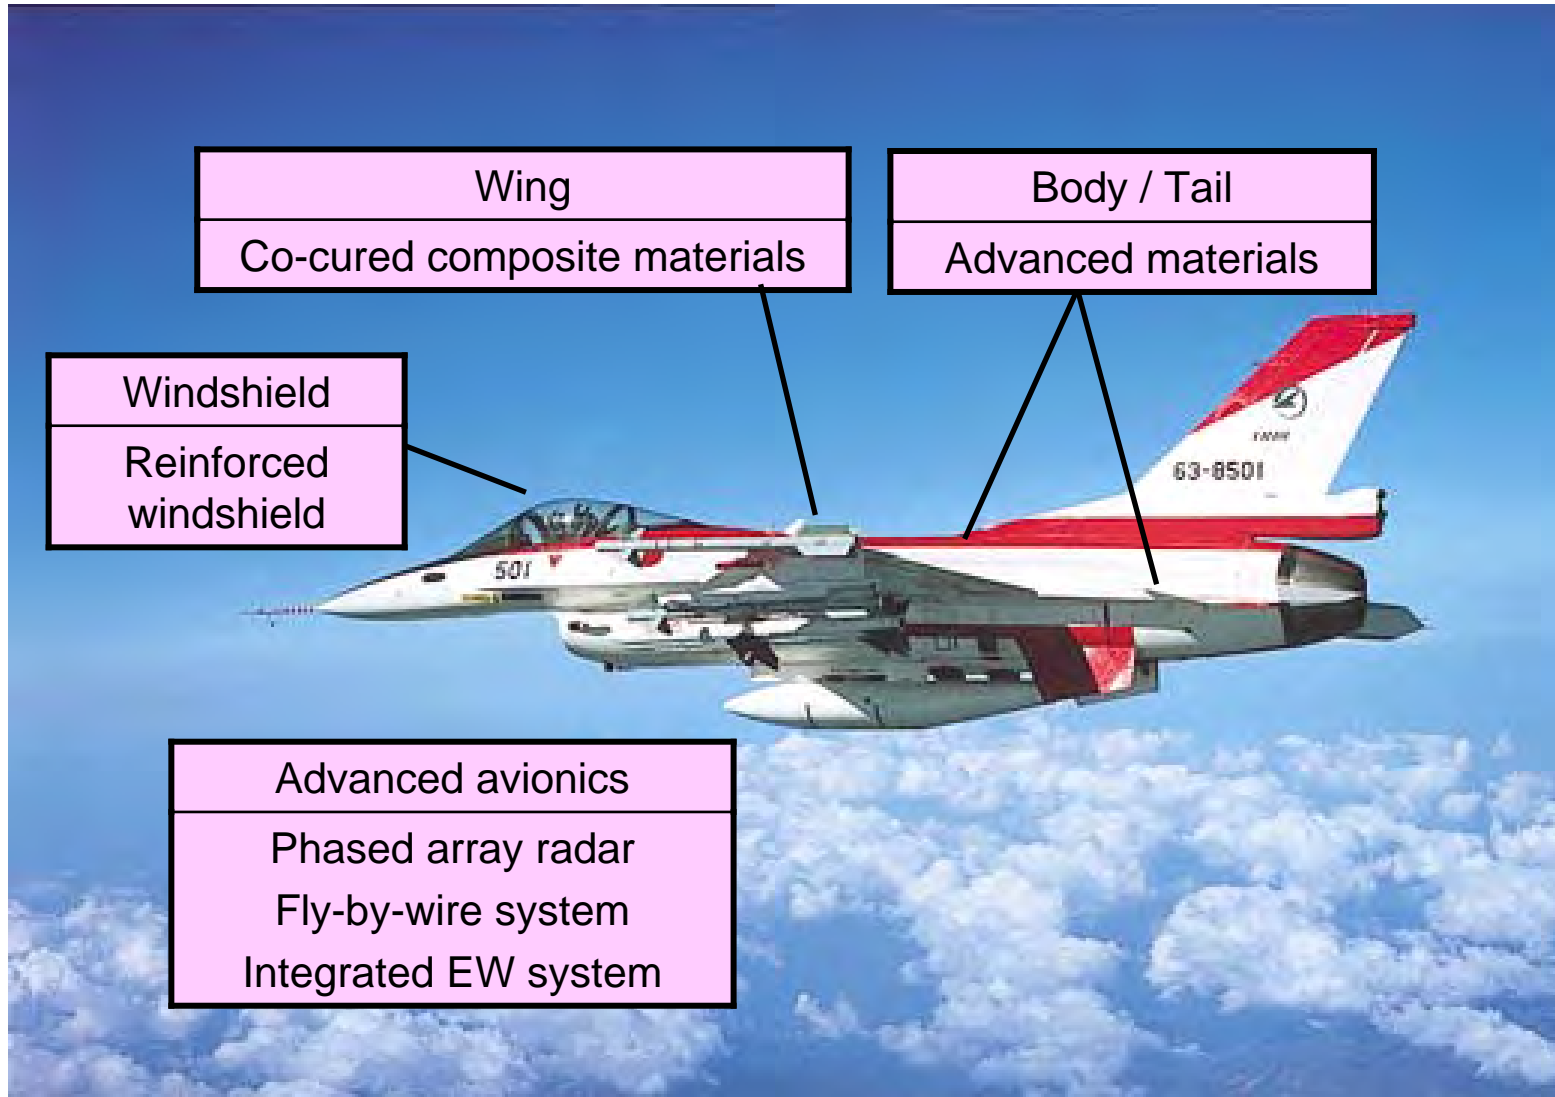 Wing
Co-cured composite materials
Body / Tail
Advanced materials
Windshield
Reinforced
windshield
63-8501
501
Advanced avionics
Phased array radar
Fly-by-wire system
Integrated EW system